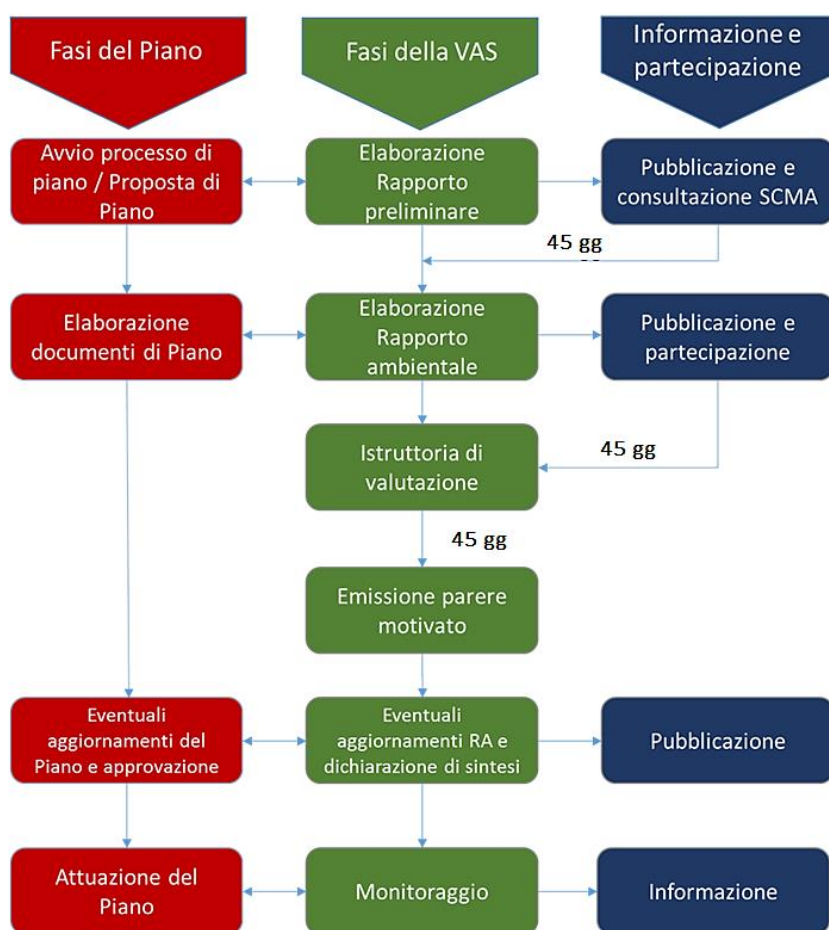 Fasi del Piano
Fasi della VAS
Informazione e
partecipazione
Avvio processo di
piano / Proposta di
Piano
Elaborazione
Rapporto
preliminare
Pubblicazione e
consultazione SCMA
45 gg
Elaborazione
documenti di Piano
Elaborazione
Rapporto
ambientale
Pubblicazione e
partecipazione
Istruttoria di
valutazione
45 gg
45 gg
Emissione parere
motivato
Eventuali
aggiornamenti del
Piano e approvazione
Eventuali
aggiornamenti RA e
dichiarazione di sintesi
Pubblicazione
Attuazione del
Piano
Monitoraggio
Informazione